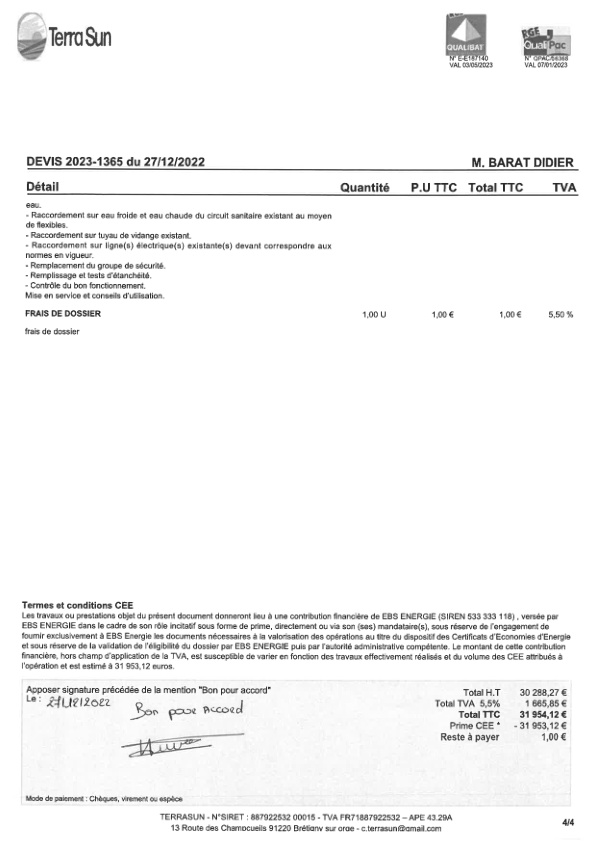 Terra Sun
RGE
QUALIBAT
N° E-E187140
VAL 03/05/2023
RGE
QualiPac
N° QPAC/56368
VAL 07/01/2023
DEVIS 2023-1365 du 27/12/2022 M. BARAT DIDIER
Détail Quantité P.U TTC Total TTC TVA
eau.
- Raccordement sur eau froide et eau chaude du circuit sanitaire existant au moyen
de flexibles.
- Raccordement sur tuyau de vidange existant.
- Raccordement sur ligne(s) électrique(s) existante(s) devant correspondre aux
normes en vigueur.
- Remplacement du groupe de sécurité.
- Remplissage et tests d'étanchéité.
- Contrôle du bon fonctionnement.
Mise en service et conseils d'utilisation.
FRAIS DE DOSSIER 1,00 U 1,00 € 1,00 € 5,50 %
frais de dossier
Termes et conditions CEE
Les travaux ou prestations objet du présent document donneront lieu à une contribution financière de EBS ENERGIE (SIREN 533 333 118) , versée par
EBS ENERGIE dans le cadre de son rôle incitatif sous forme de prime, directement ou via son (ses) mandataire(s), sous réserve de l'engagement de
fournir exclusivement à EBS Energie les documents nécessaires à la valorisation des opérations au titre du dispositif des Certificats d'Economies d'Energie
et sous réserve de la validation de l'éligibilité du dossier par EBS ENERGIE puis par l'autorité administrative compétente. Le montant de cette contribution
financière, hors champ d'application de la TVA, est susceptible de varier en fonction des travaux effectivement réalisés et du volume des CEE attribués à
l'opération et est estimé à 31 953,12 euros.
Apposer signature précédée de la mention "Bon pour accord"
Le : 27/12/2022
Bon pour Accord
Total H.T 30 288,27 €
Total TVA 5,5% 1 665,85 €
Total TTC 31 954,12 €
Prime CEE * - 31 953,12 €
Reste à payer 1,00 €
Mode de paiement : Chèques, virement ou espèce
TERRASUN - N°SIRET : 887922532 00015 - TVA FR71887922532 – APE 43.29A
13 Route des Champcueils 91220 Brétigny sur orge - c.terrasun@gmail.com
4/4